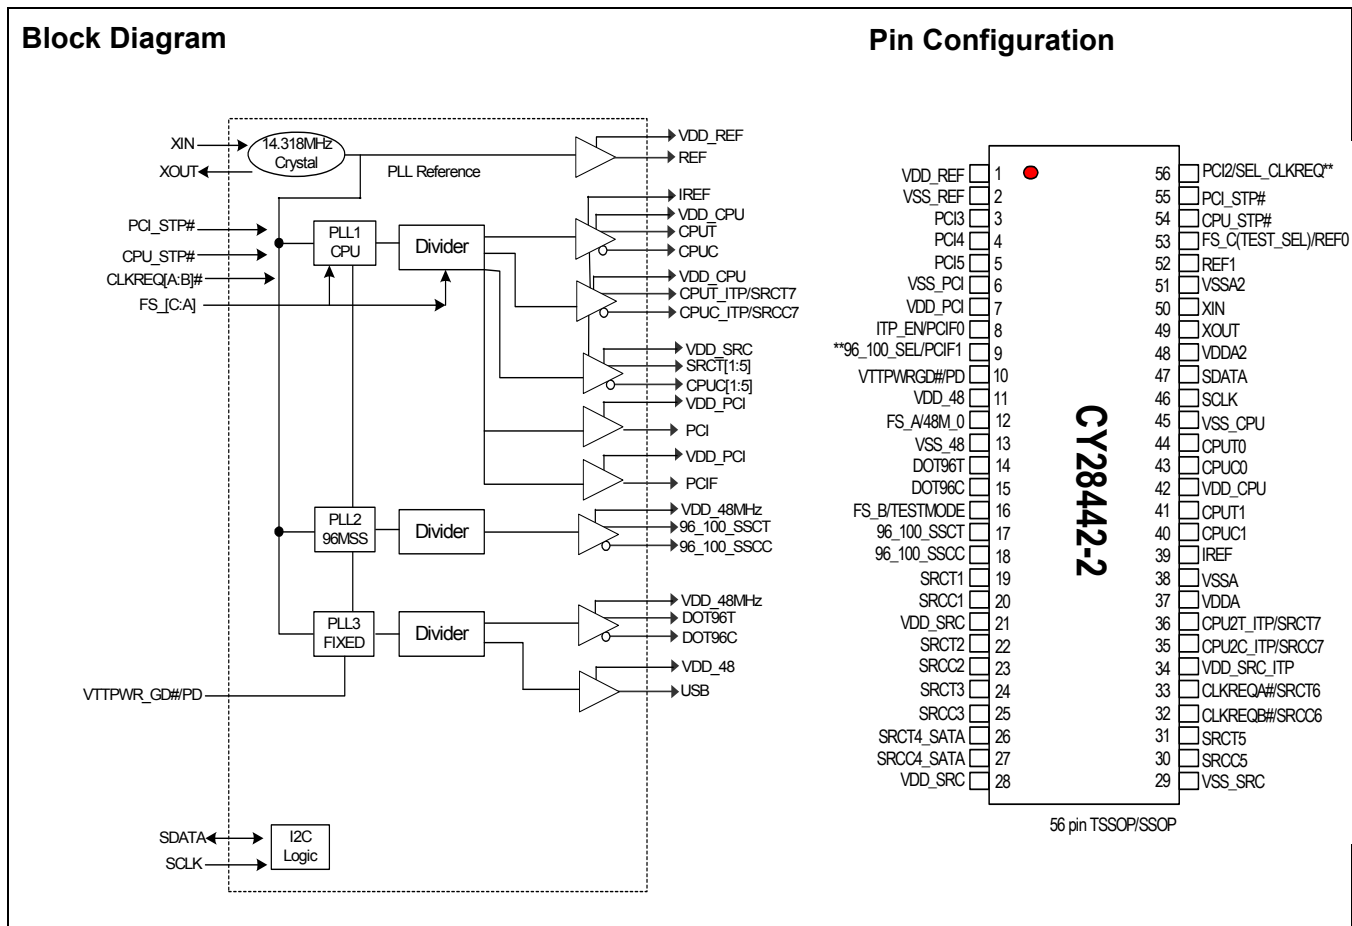 Block Diagram
XIN
XOUT
14.318MHz
Crystal
PLL Reference
VDD_REF
REF
PCI_STP#
CPU_STP#
CLKREQ[A:B]#
FS_[C:A]
PLL1
CPU
Divider
IREF
VDD_CPU
CPUT
CPUC
VDD_CPU
CPUT_ITP/SRCT7
CPUC_ITP/SRCC7
VDD_SRC
SRCT[1:5]
CPUC[1:5]
VDD_PCI
PCI
VDD_PCI
PCIF
PLL2
96MSS
Divider
VDD_48MHz
96_100_SSCT
96_100_SSCC
PLL3
FIXED
Divider
VDD_48MHz
DOT96T
DOT96C
VDD_48
USB
VTTPWR_GD#/PD
SDATA
SCLK
I2C
Logic
Pin Configuration
VDD_REF 1
VSS_REF 2
PCI3 3
PCI4 4
PCI5 5
VSS_PCI 6
VDD_PCI 7
ITP_EN/PCIF0 8
**96_100_SEL/PCIF1 9
VTTPWRGD#/PD 10
VDD_48 11
FS_A/48M_0 12
VSS_48 13
DOT96T 14
DOT96C 15
FS_B/TESTMODE 16
96_100_SSCT 17
96_100_SSCC 18
SRCT1 19
SRCC1 20
VDD_SRC 21
SRCT2 22
SRCC2 23
SRCT3 24
SRCC3 25
SRCT4_SATA 26
SRCC4_SATA 27
VDD_SRC 28
CY28442-2
56 PCI2/SEL_CLKREQ**
55 PCI_STP#
54 CPU_STP#
53 FS_C(TEST_SEL)/REF0
52 REF1
51 VSSA2
50 XIN
49 XOUT
48 VDDA2
47 SDATA
46 SCLK
45 VSS_CPU
44 CPUT0
43 CPUC0
42 VDD_CPU
41 CPUT1
40 CPUC1
39 IREF
38 VSSA
37 VDDA
36 CPU2T_ITP/SRCT7
35 CPU2C_ITP/SRCC7
34 VDD_SRC_ITP
33 CLKREQA#/SRCT6
32 CLKREQB#/SRCC6
31 SRCT5
30 SRCC5
29 VSS_SRC
56 pin TSSOP/SSOP